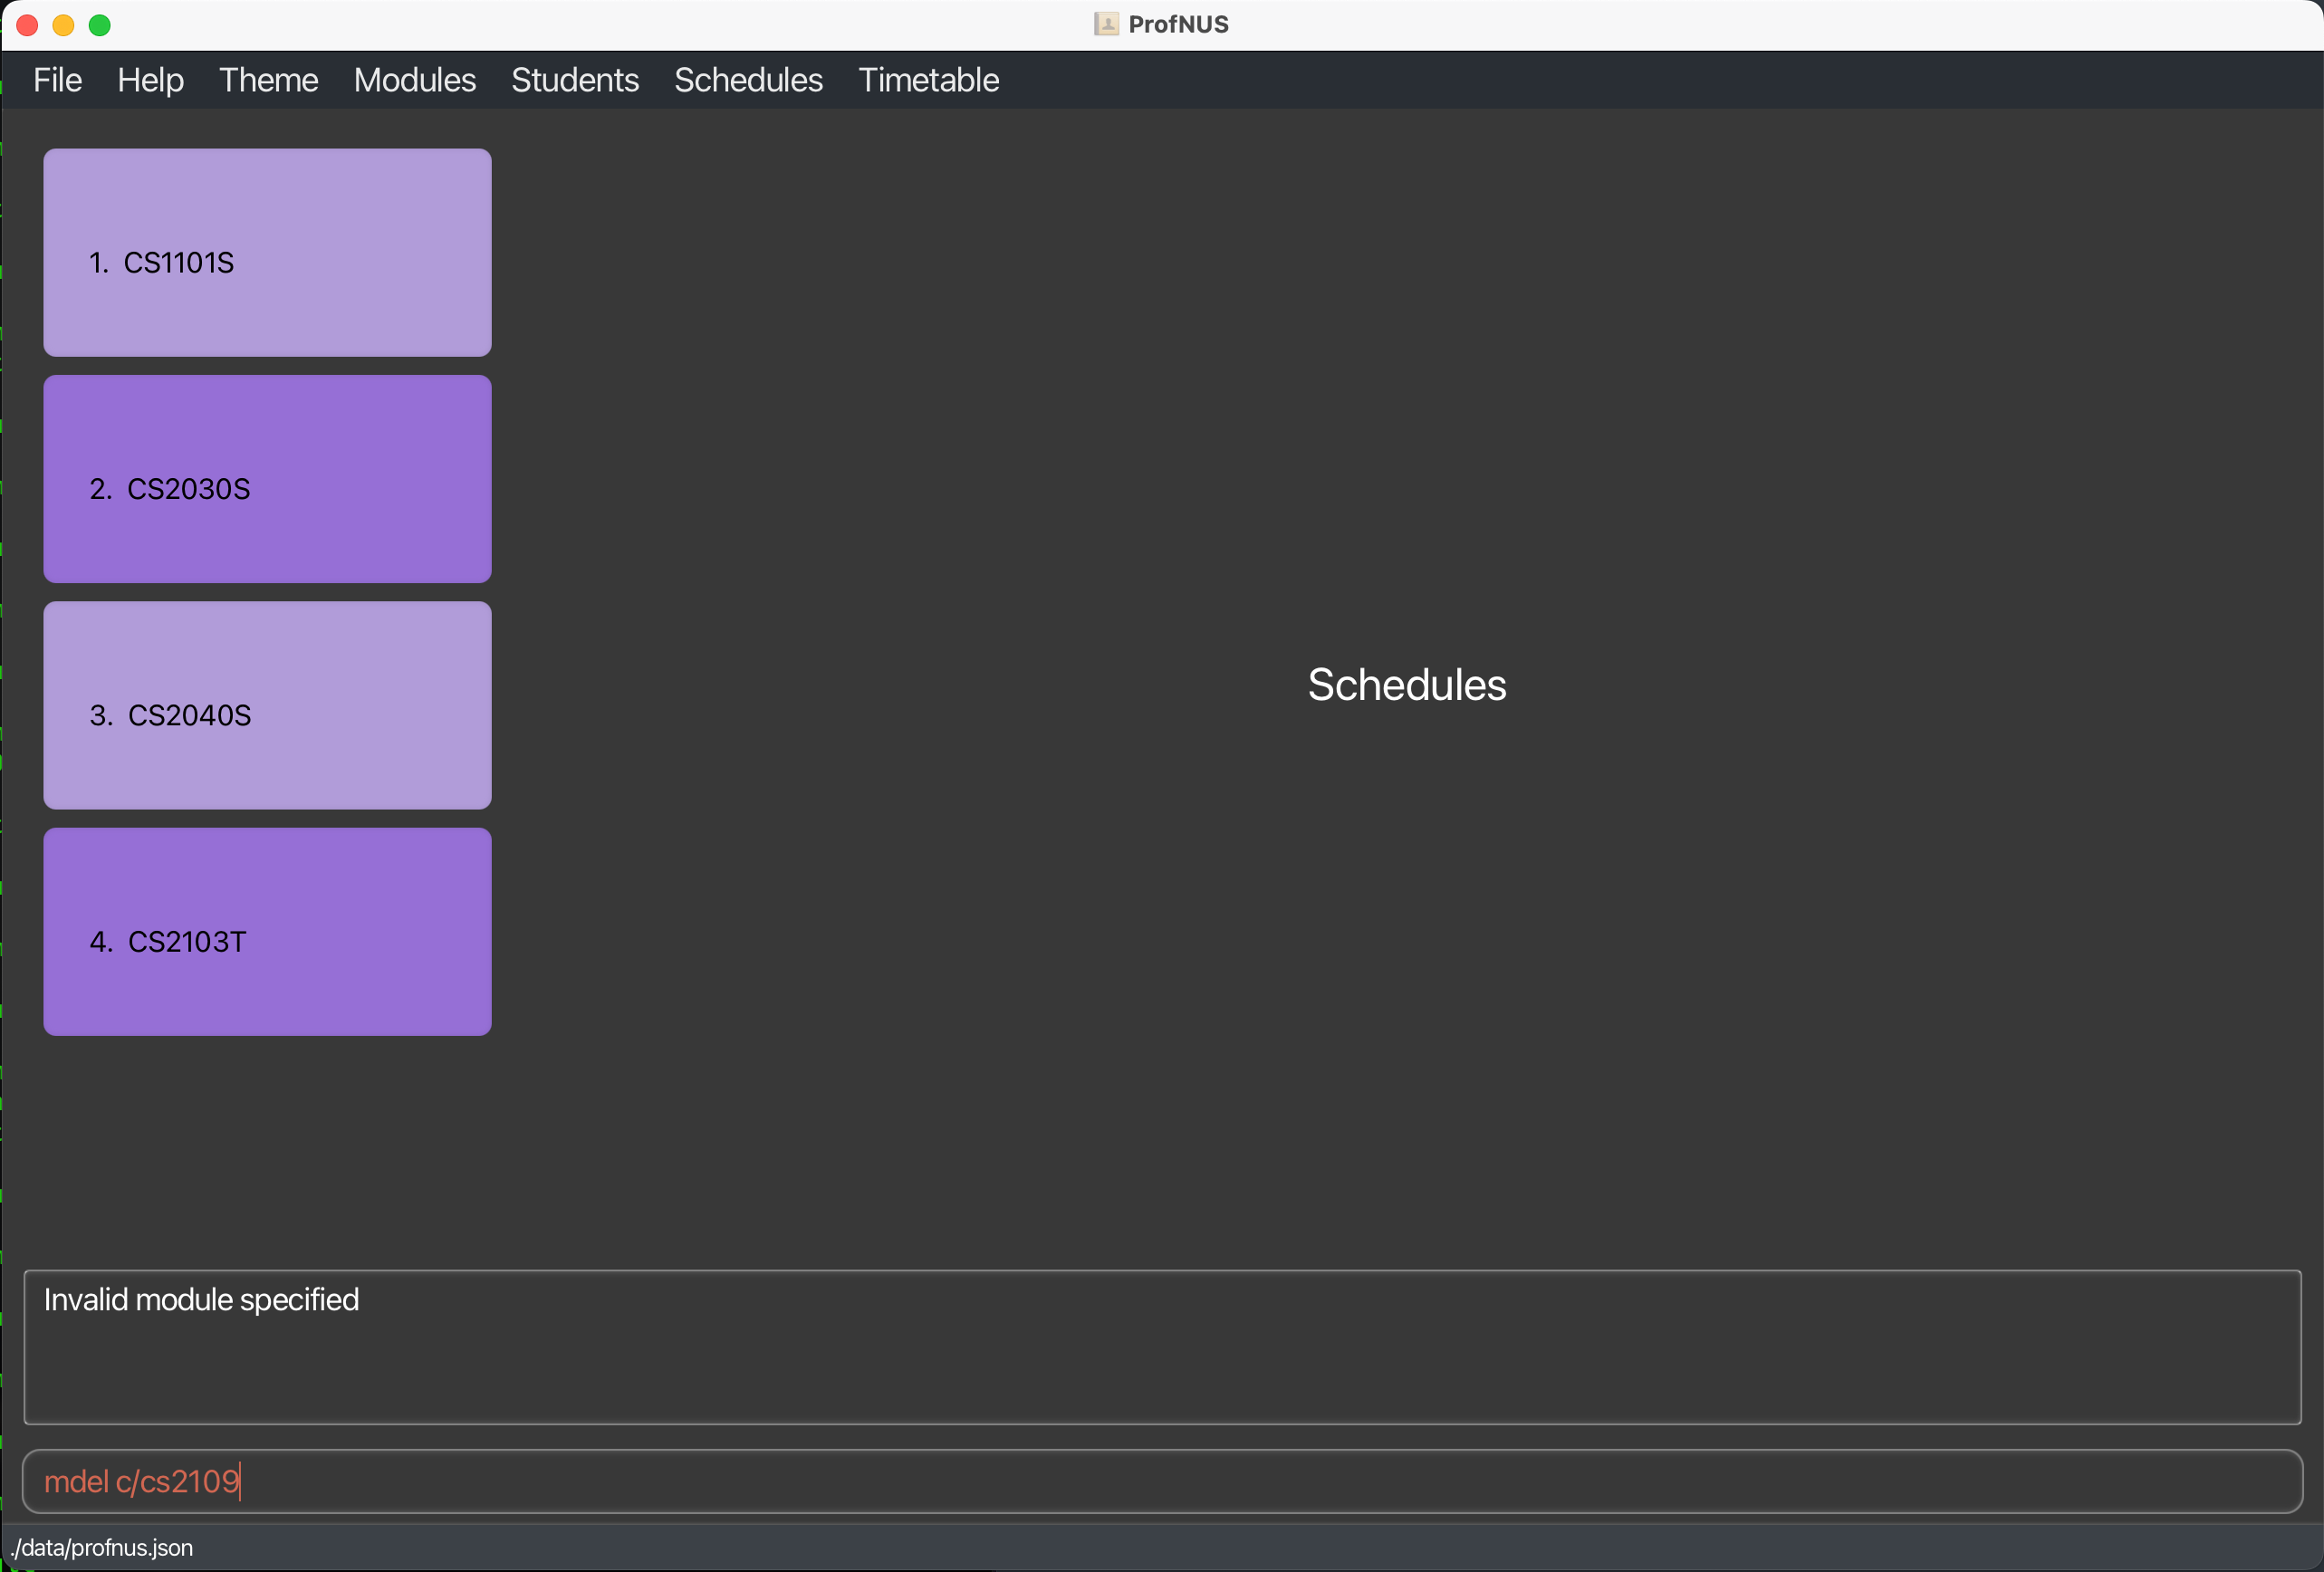 ProfNUS
File Help Theme Modules Students Schedules Timetable
1. CS1101S
2. CS2030S
3. CS2040S
4. CS2103T
Schedules
Invalid module specified
mdel c/cs2109
./data/profnus.json